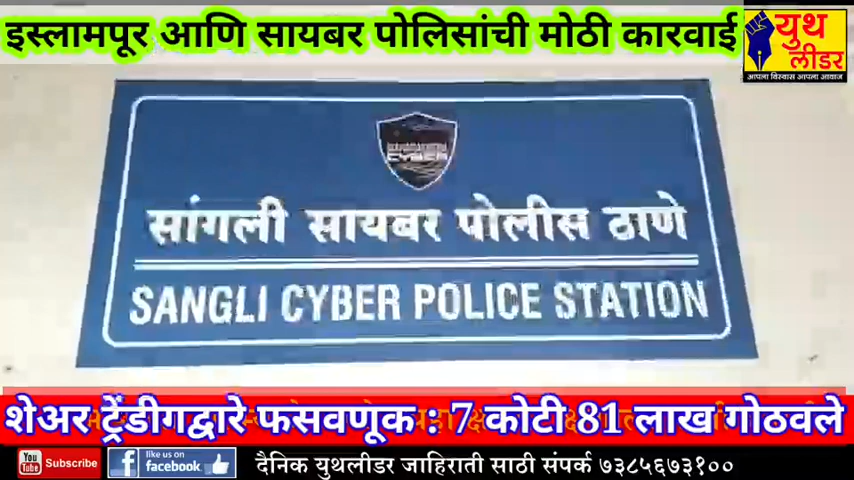 इस्लामपूर आणि सायबर पोलिसांची मोठी कारवाई
युथ
लीडर
आपला विश्वास आपला आवाज
CYBER
सांगली सायबर पोलीस ठाणे
SANGLI CYBER POLICE STATION
शेअर ट्रेंडीगद्वारे फसवणूक : 7 कोटी 81 लाख गोठवले
You Tube Subscribe
like us on
facebook
दैनिक युथलीडर जाहिराती साठी संपर्क ७३८५६७३१००